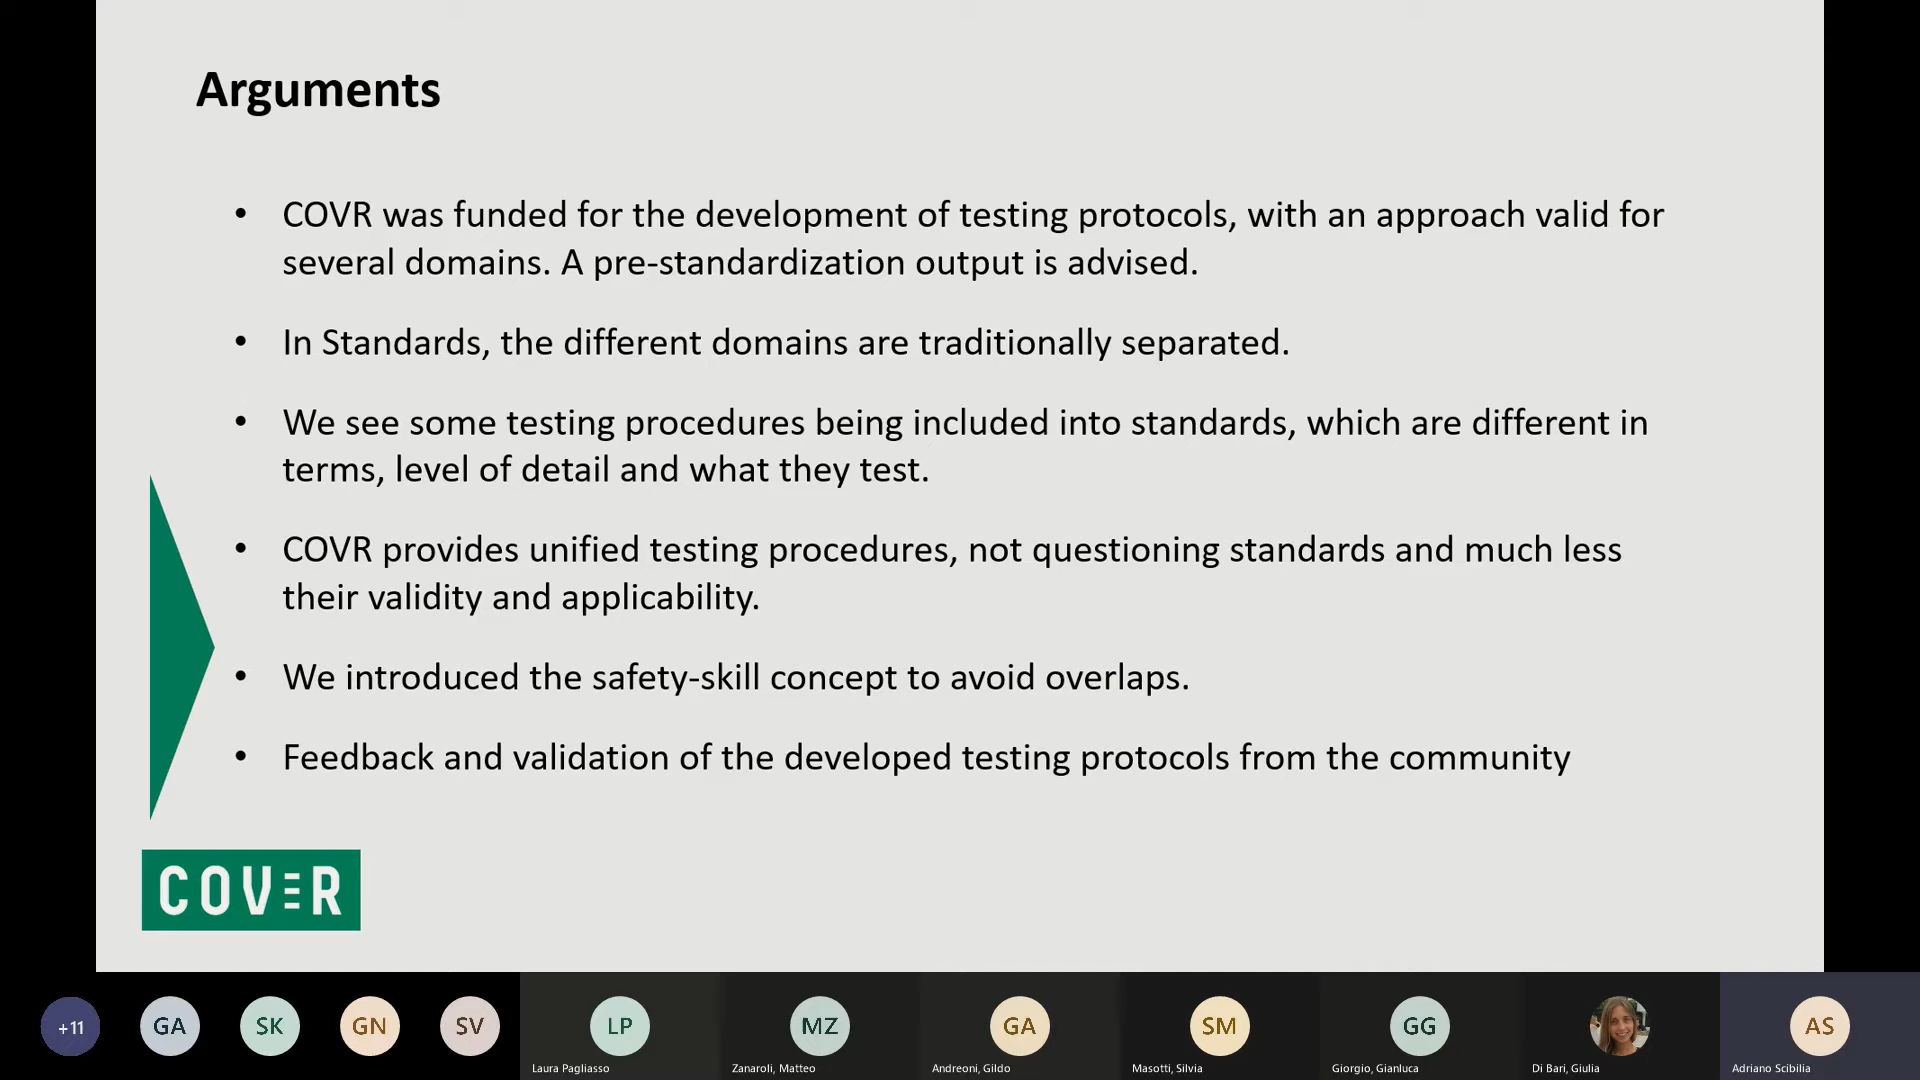 Arguments
• COVR was funded for the development of testing protocols, with an approach valid for
several domains. A pre-standardization output is advised.
• In Standards, the different domains are traditionally separated.
• We see some testing procedures being included into standards, which are different in
terms, level of detail and what they test.
• COVR provides unified testing procedures, not questioning standards and much less
their validity and applicability.
• We introduced the safety-skill concept to avoid overlaps.
• Feedback and validation of the developed testing protocols from the community
COVER
+11
GA
SK
GN
SV
LP
MZ
GA
SM
GG
AS
Laura Pagliasso
Zanaroli, Matteo
Andreoni, Gildo
Masotti, Silvia
Giorgio, Gianluca
Di Bari, Giulia
Adriano Scibilia